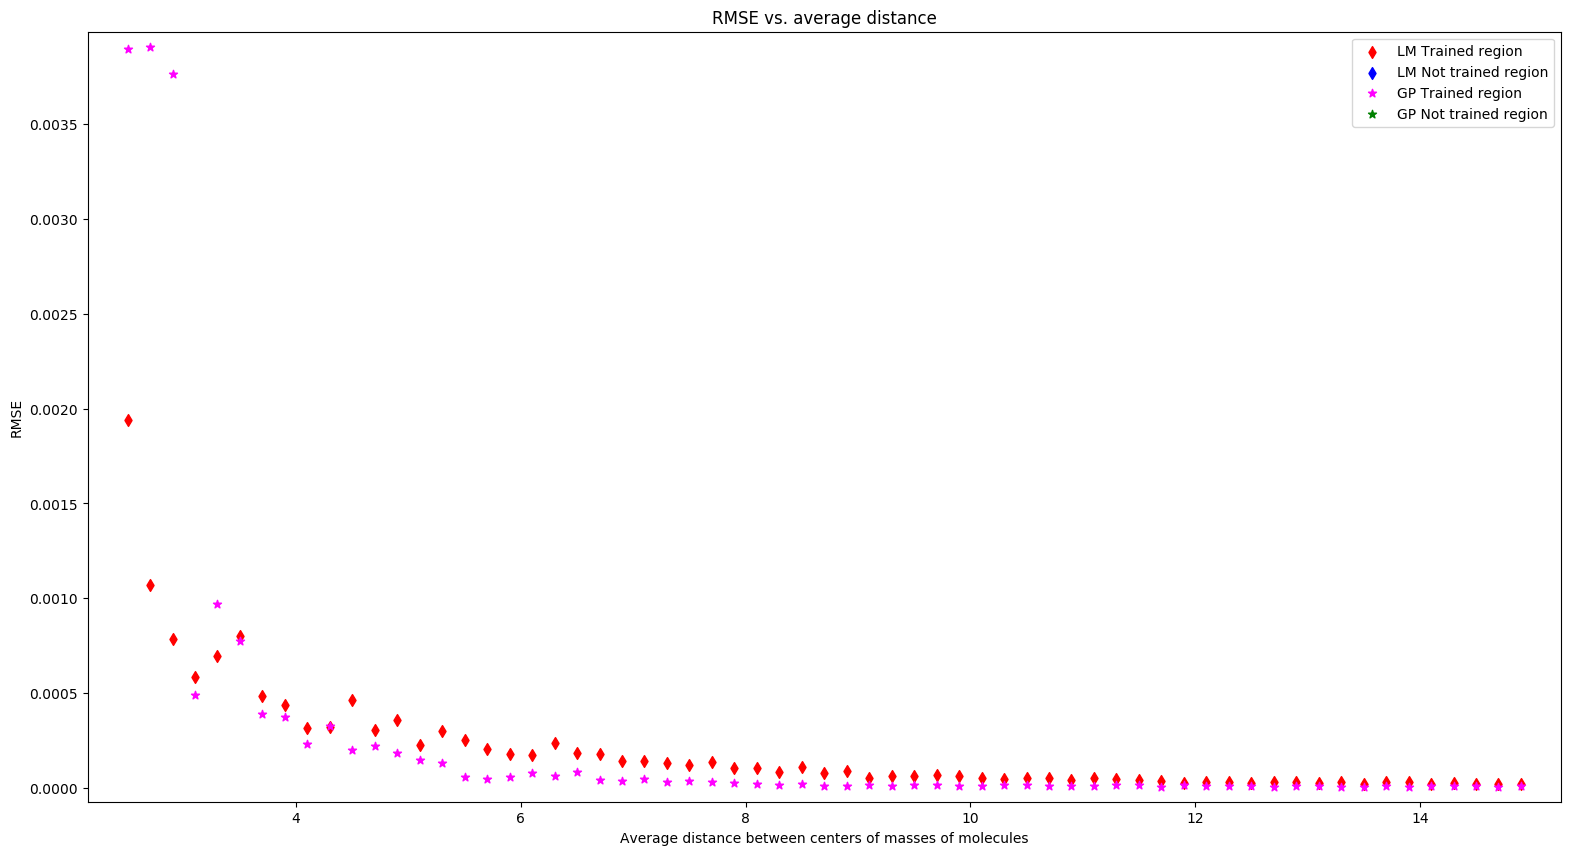 RMSE vs. average distance
LM Trained region
LM Not trained region
GP Trained region
GP Not trained region
0.0035
0.0030
0.0025
0.0020
0.0015
0.0010
0.0005
0.0000
RMSE
4
6
8
10
12
14
Average distance between centers of masses of molecules